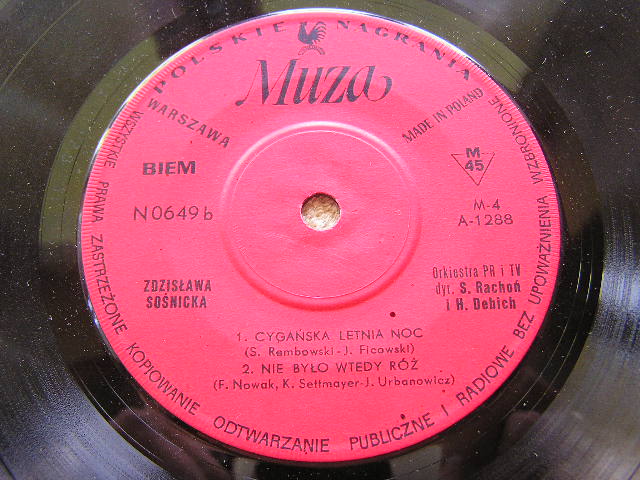 POLSKIE NAGRANIA
Muza
WARSZAWA
MADE IN POLAND
BIEM
M
45
N0649b
M-4
A-1288
ZDZISŁAWA
SOŚNICKA
Orkiestra PR i TV
dyr. S. Rachoń
i H. Debich
1. CYGAŃSKA LETNIA NOC
(S. Rembowski-J. Ficowski)
2. NIE BYŁO WTEDY RÓŻ
(F. Nowak, K. Settmayer-J. Urbanowicz)
WSZYSTKIE PRAWA ZASTRZEŻONE KOPIOWANIE ODTWARZANIE PUBLICZNE I RADIOWE BEZ UPOWAŻNIENIA WZBRONIONE